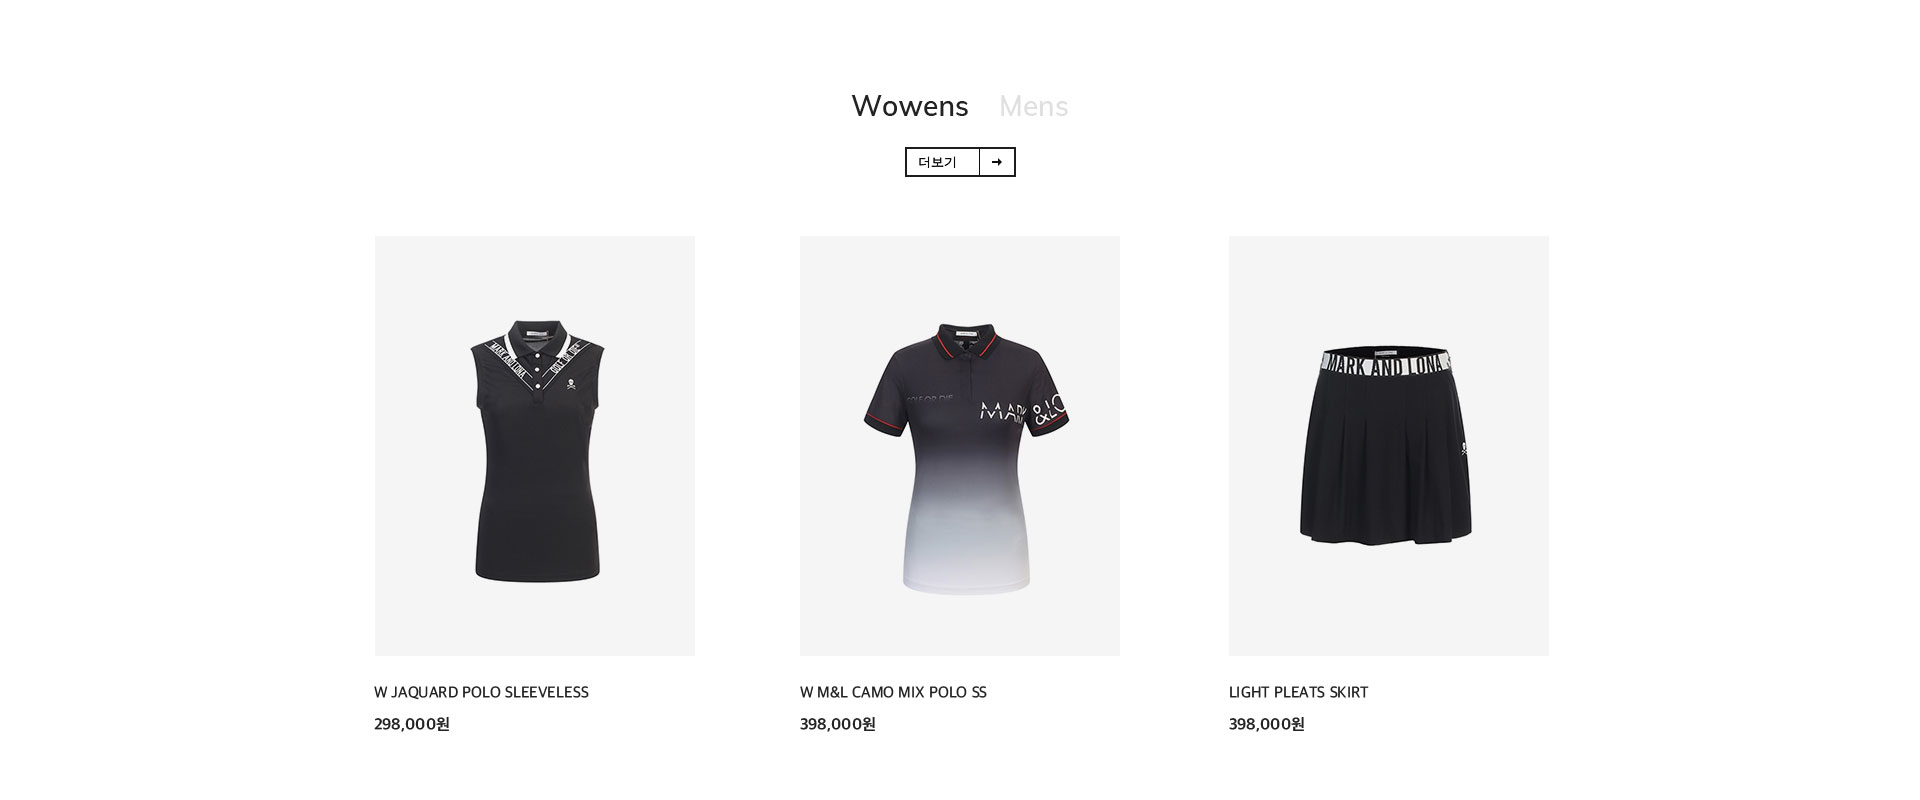 Wowens Mens
더보기
MARK AND LONA
GOLF OR DIE
GOLF OR DIE
MARK &LO
MARK AND LONA
W JAQUARD POLO SLEEVELESS
W M&L CAMO MIX POLO SS
LIGHT PLEATS SKIRT
298,000원
398,000원
398,000원